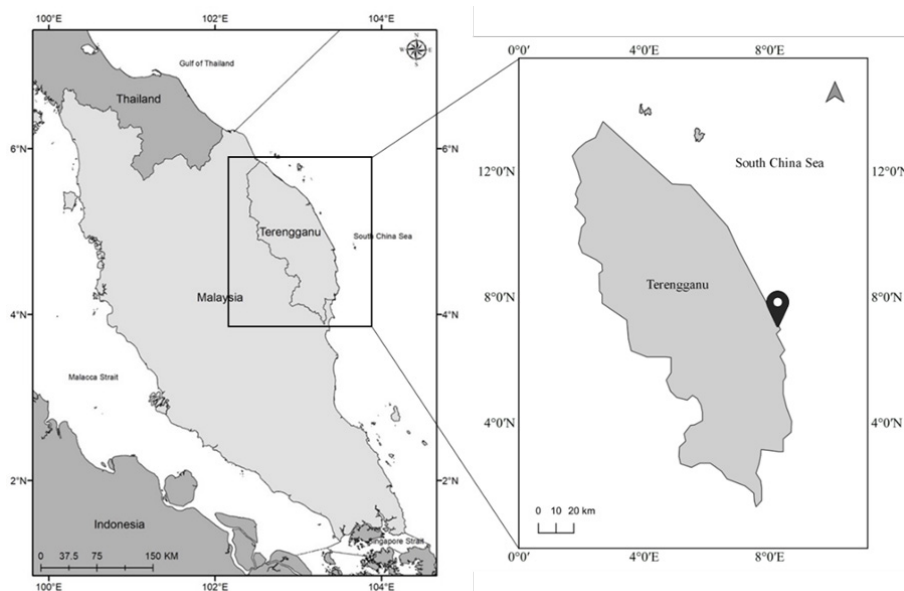 100°E
102°E
104°E
Gulf of Thailand
Thailand
6°N
Terengganu
South China Sea
Malaysia
4°N
Malacca Strait
2°N
Indonesia
Singapore Strait
0 37.5 75 150 KM
100°E
102°E
104°E
0°0'
4°0'E
8°0'E
South China Sea
12°0'N
12°0'N
Terengganu
8°0'N
8°0'N
4°0'N
4°0'N
0 10 20 km
0°0'
4°0'E
8°0'E